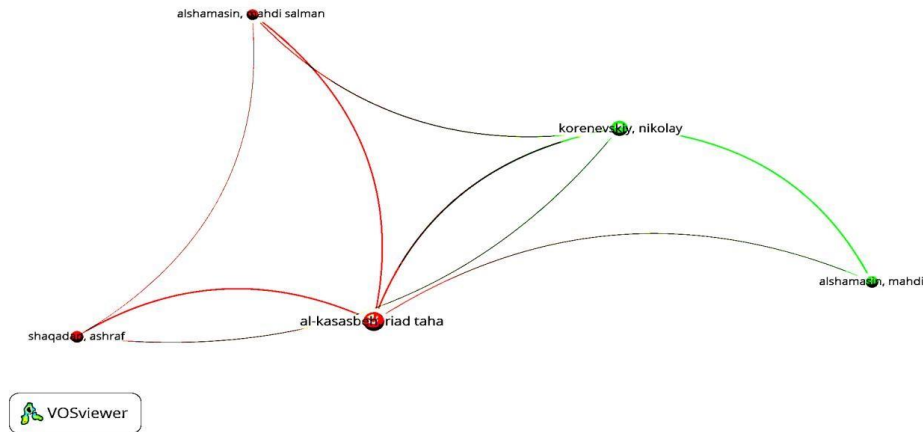 alshamasin, mahdi salman
korenevskiy, nikolay
alshamasin, mahdi
al-kasasbeh, riad taha
shaqadan, ashraf
VOSviewer